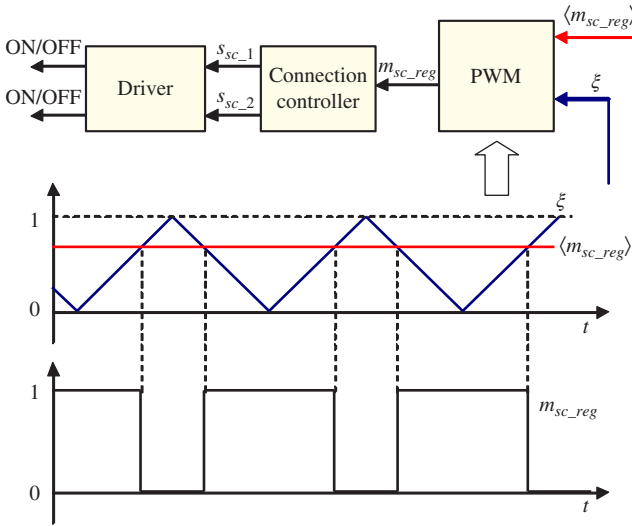 ⟨m_sc_reg⟩
ON/OFF
s_sc_1
Connection controller
m_sc_reg
PWM
ξ
ON/OFF
Driver
s_sc_2
ξ
1
⟨m_sc_reg⟩
0
t
1
m_sc_reg
0
t